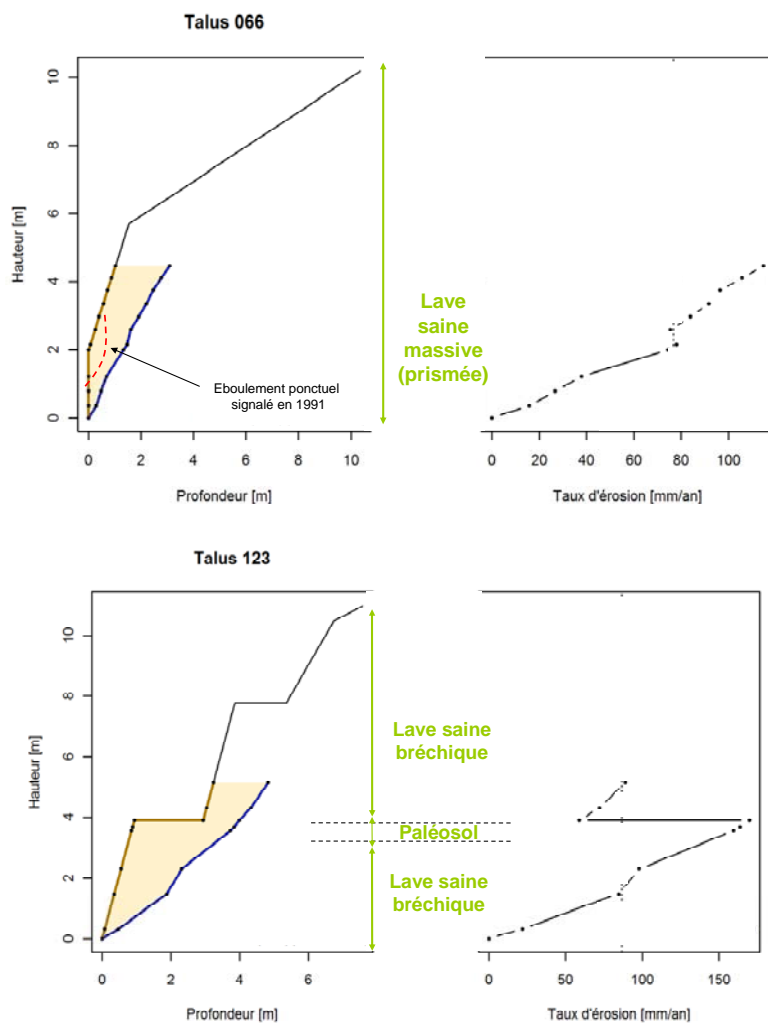 Talus 066
10
8
6
4
2
0
Hauteur [m]
0 2 4 6 8 10
Profondeur [m]
Eboulement ponctuel
signalé en 1991
Lave
saine
massive
(prismée)
0 20 40 60 80 100
Taux d'érosion [mm/an]
Talus 123
10
8
6
4
2
0
Hauteur [m]
0 2 4 6
Profondeur [m]
Lave saine
bréchique
Paléosol
Lave saine
bréchique
0 50 100 150
Taux d'érosion [mm/an]